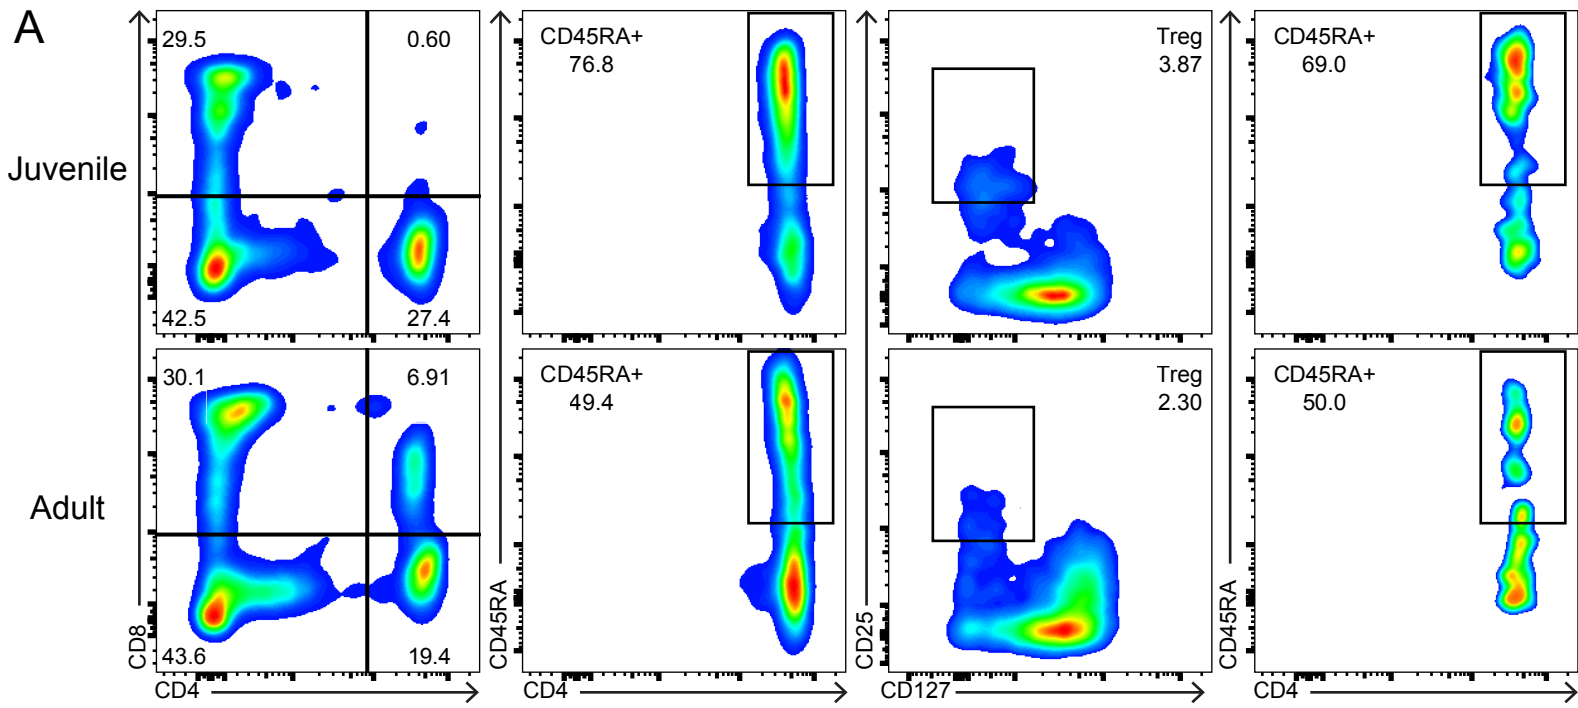 A
Juvenile
29.5
0.60
42.5
27.4
CD45RA+
76.8
Treg
3.87
CD45RA+
69.0
Adult
30.1
6.91
43.6
19.4
CD45RA+
49.4
Treg
2.30
CD45RA+
50.0
CD8
CD4
CD45RA
CD4
CD25
CD127
CD45RA
CD4